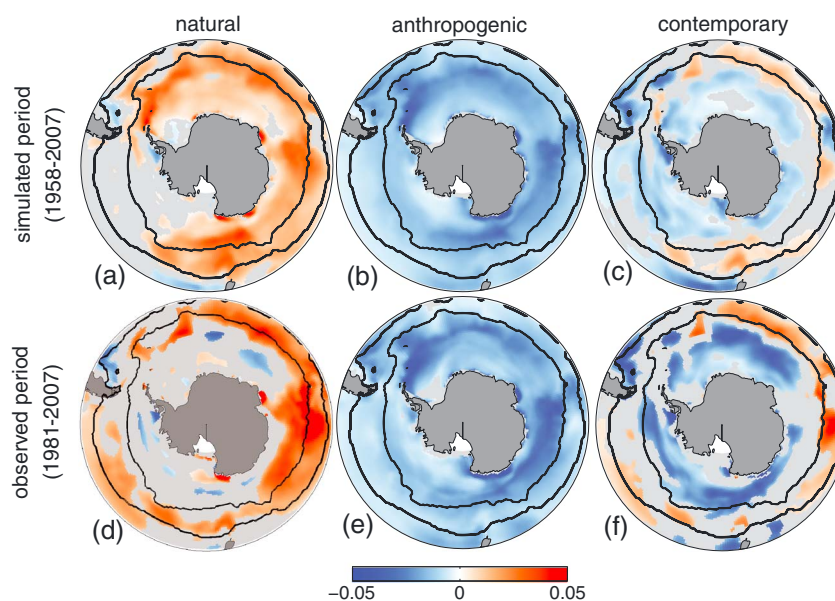 natural
anthropogenic
contemporary
simulated period
(1958-2007)
(a)
(b)
(c)
observed period
(1981-2007)
(d)
(e)
(f)
−0.05
0
0.05